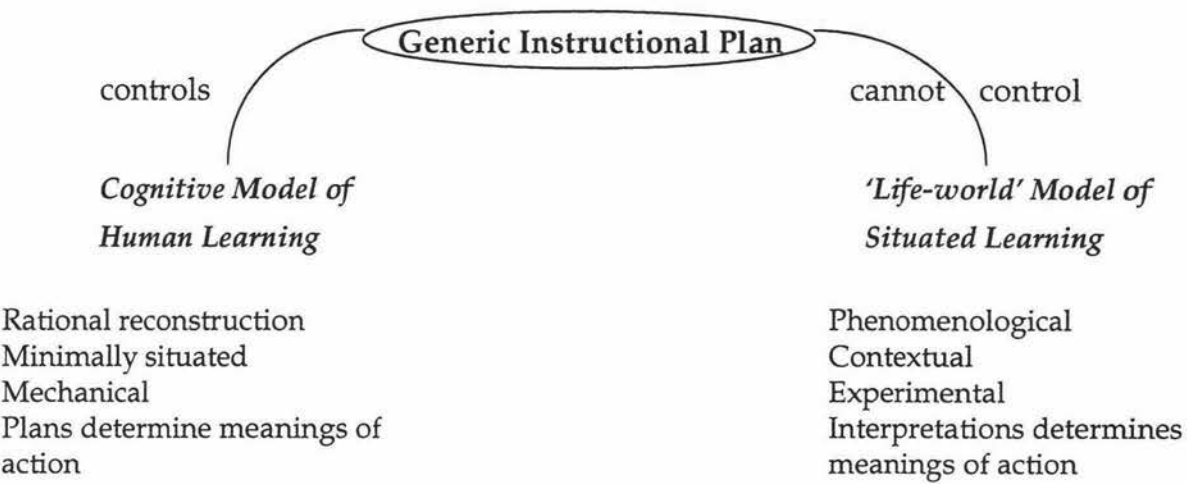 Generic Instructional Plan
controls
cannot control
Cognitive Model of
Human Learning
'Life-world' Model of
Situated Learning
Rational reconstruction
Minimally situated
Mechanical
Plans determine meanings of
action
Phenomenological
Contextual
Experimental
Interpretations determines
meanings of action